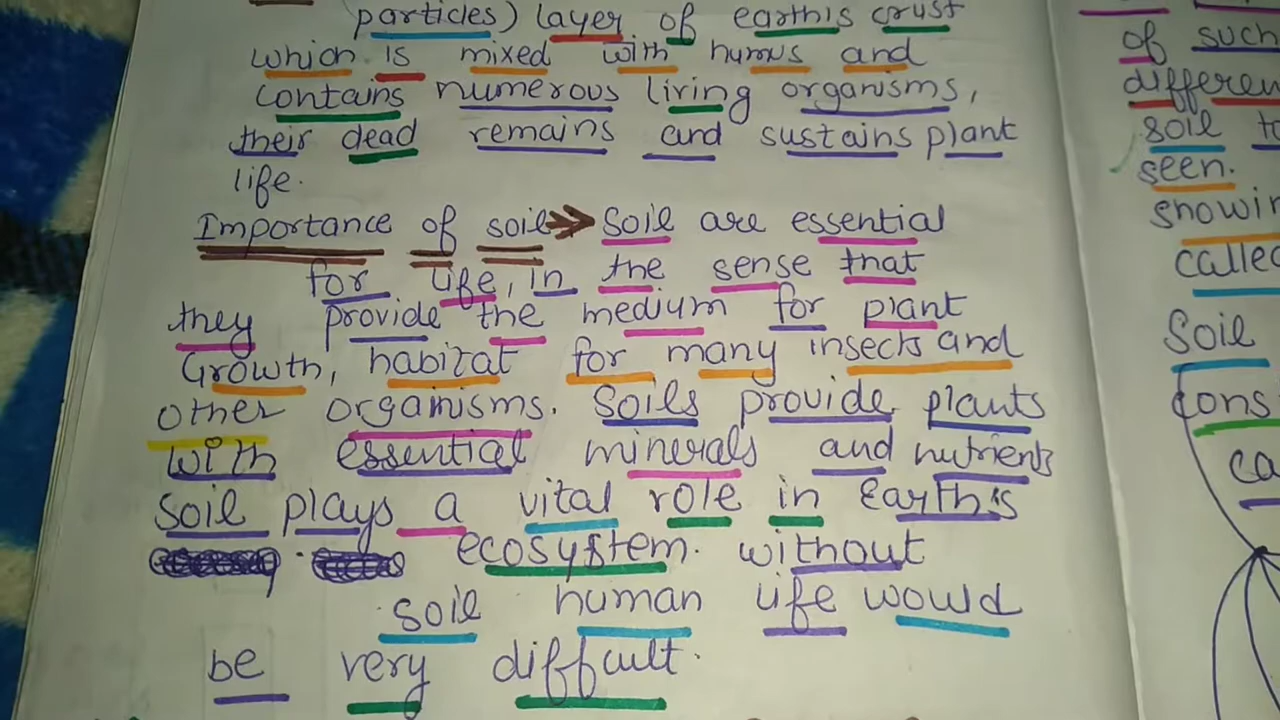 particles) layer of earth's crust
which is mixed with humus and
contains numerous living organisms,
their dead remains and sustains plant
life.
Importance of soil >> Soil are essential
for life, in the sense that
they provide the medium for plant
Growth, habitat for many insects and
other organisms. Soils provide plants
with essential minerals and nutrients
soil plays a vital role in Earth's
ecosystem. without
soil human life would
be very difficult.
of such
differen
soil to
seen.
showin
called
Soil
Cons
ca